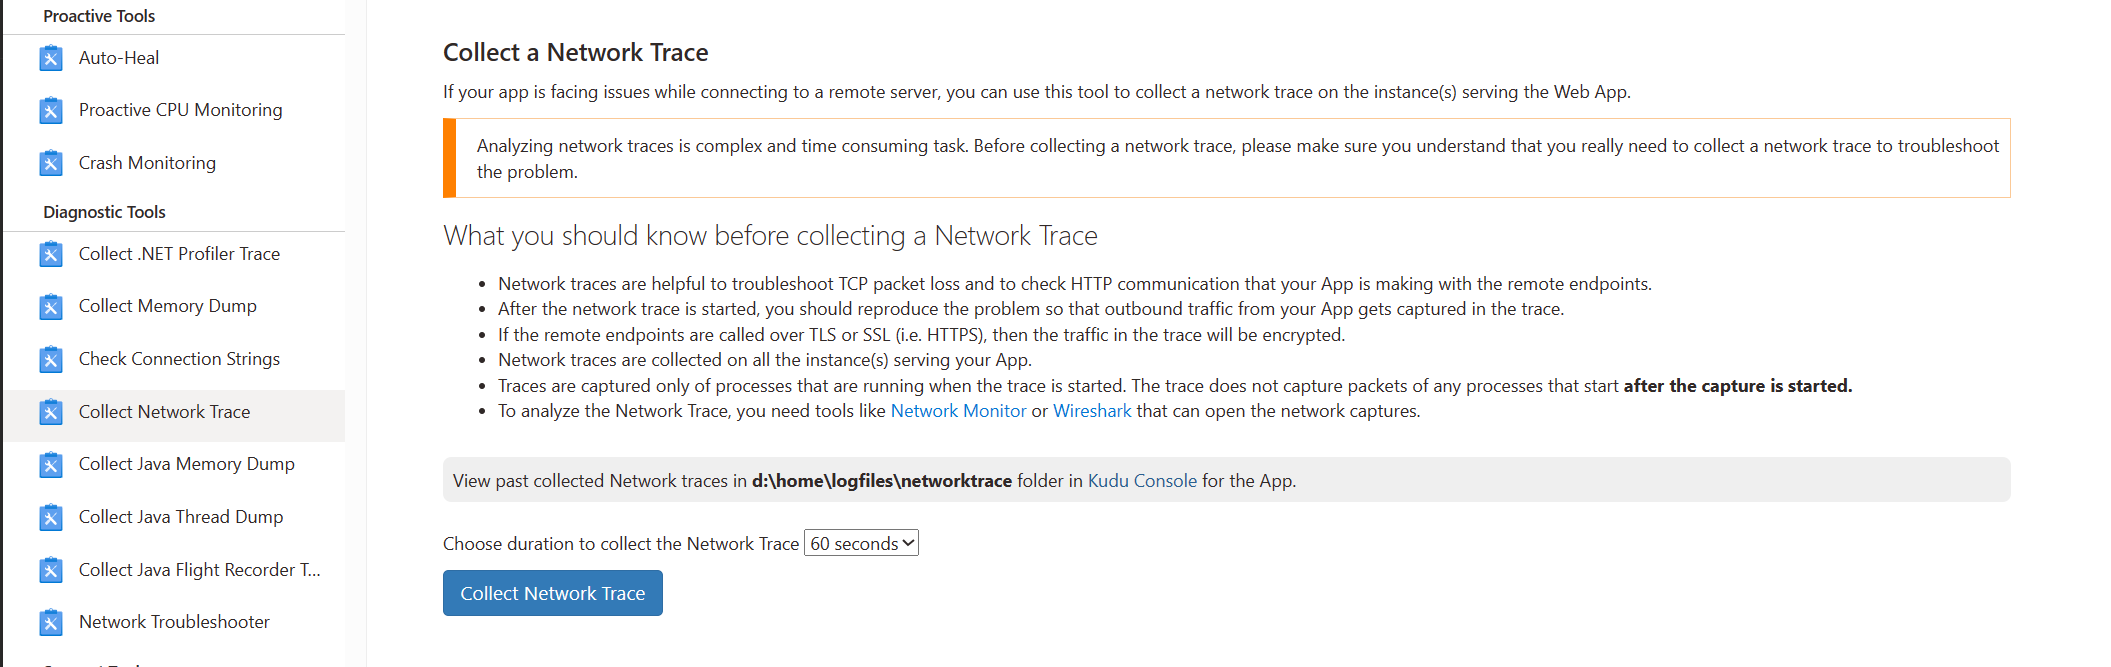 Proactive Tools
Auto-Heal
Proactive CPU Monitoring
Crash Monitoring
Diagnostic Tools
Collect .NET Profiler Trace
Collect Memory Dump
Check Connection Strings
Collect Network Trace
Collect Java Memory Dump
Collect Java Thread Dump
Collect Java Flight Recorder T...
Network Troubleshooter
Collect a Network Trace
If your app is facing issues while connecting to a remote server, you can use this tool to collect a network trace on the instance(s) serving the Web App.
Analyzing network traces is complex and time consuming task. Before collecting a network trace, please make sure you understand that you really need to collect a network trace to troubleshoot
the problem.
What you should know before collecting a Network Trace
• Network traces are helpful to troubleshoot TCP packet loss and to check HTTP communication that your App is making with the remote endpoints.
• After the network trace is started, you should reproduce the problem so that outbound traffic from your App gets captured in the trace.
• If the remote endpoints are called over TLS or SSL (i.e. HTTPS), then the traffic in the trace will be encrypted.
• Network traces are collected on all the instance(s) serving your App.
• Traces are captured only of processes that are running when the trace is started. The trace does not capture packets of any processes that start after the capture is started.
• To analyze the Network Trace, you need tools like Network Monitor or Wireshark that can open the network captures.
View past collected Network traces in d:\home\logfiles\networktrace folder in Kudu Console for the App.
Choose duration to collect the Network Trace 60 seconds
Collect Network Trace